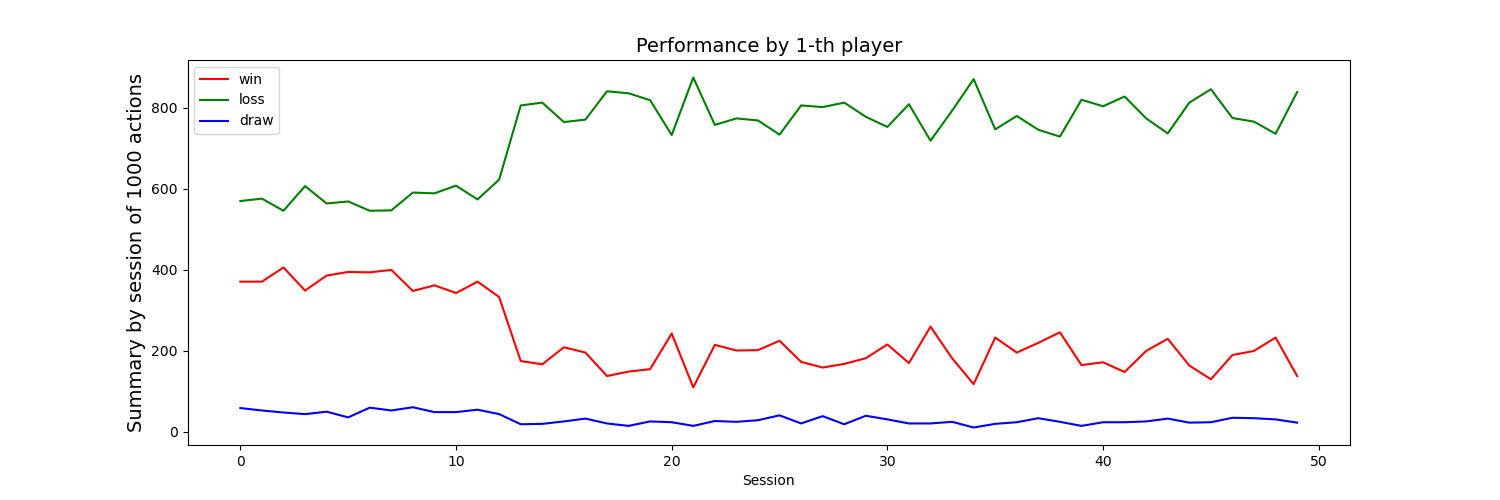 Performance by 1-th player
win
loss
draw
Summary by session of 1000 actions
800
600
400
200
0
0 10 20 30 40 50
Session